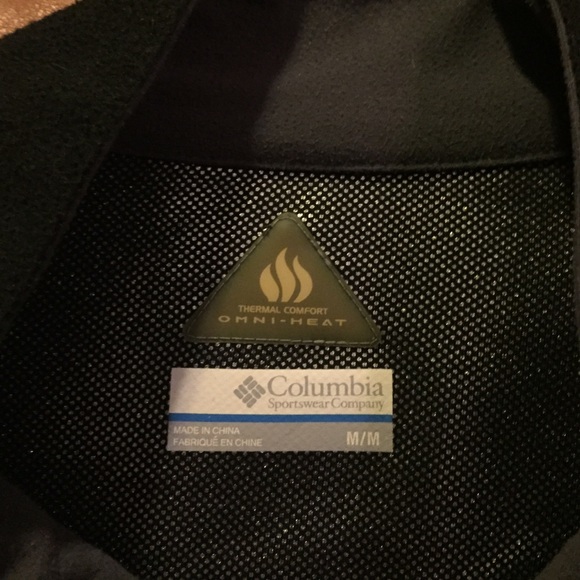 THERMAL COMFORT
OMNI-HEAT
Columbia
Sportswear Company
MADE IN CHINA
FABRIQUÉ EN CHINE
M/M